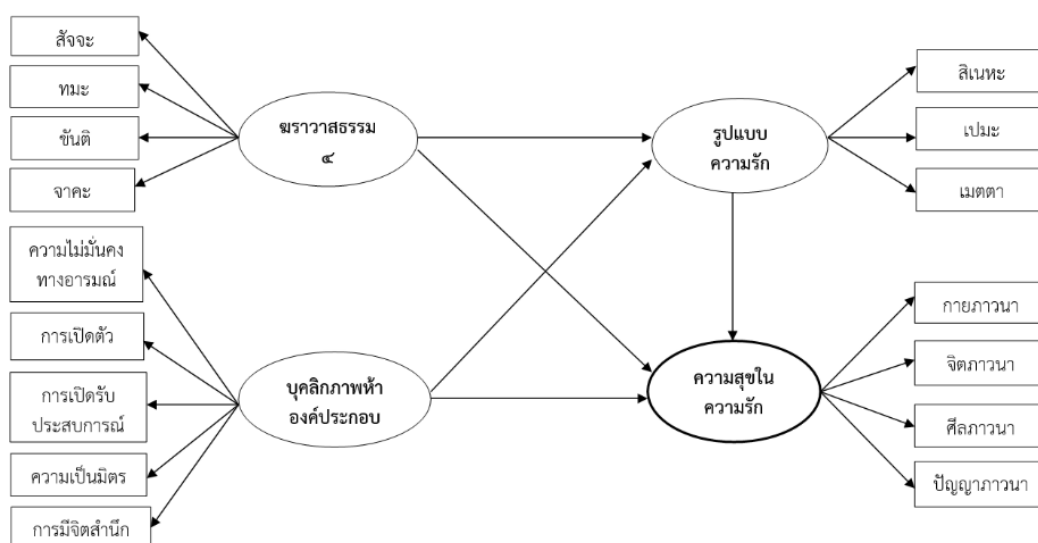 สัจจะ
ทมะ
ขันติ
จาคะ
ฆราวาสธรรม
๔
รูปแบบ
ความรัก
สิเนหะ
เปมะ
เมตตา
ความไม่มั่นคง
ทางอารมณ์
การเปิดตัว
การเปิดรับ
ประสบการณ์
ความเป็นมิตร
การมีจิตสำนึก
บุคลิกภาพห้า
องค์ประกอบ
ความสุขใน
ความรัก
กายภาวนา
จิตภาวนา
ศีลภาวนา
ปัญญาภาวนา